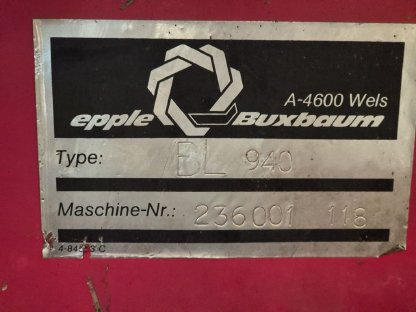 A-4600 Wels
epple Buxbaum
Type: BL 940
Maschine-Nr.: 236001 118